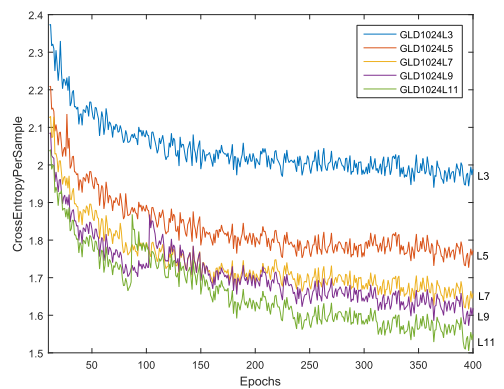 2.4
2.3
2.2
2.1
2
1.9
1.8
1.7
1.6
1.5
CrossEntropyPerSample
GLD1024L3
GLD1024L5
GLD1024L7
GLD1024L9
GLD1024L11
L3
L5
L7
L9
L11
50 100 150 200 250 300 350 400
Epochs